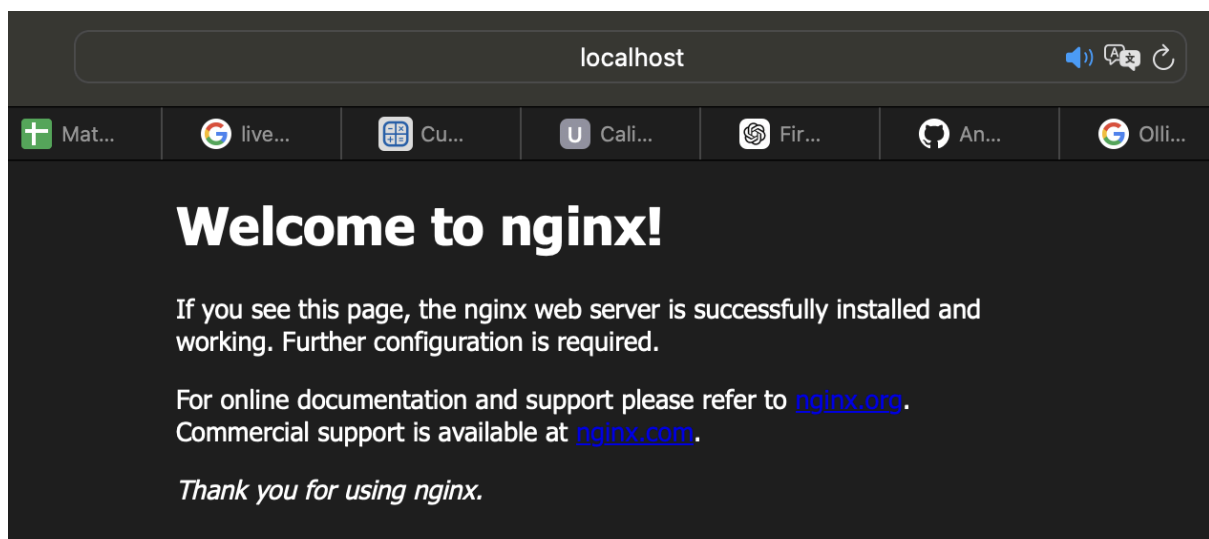 localhost
Mat...
live...
Cu...
U Cali...
Fir...
An...
Olli...
Welcome to nginx!
If you see this page, the nginx web server is successfully installed and
working. Further configuration is required.
For online documentation and support please refer to nginx.org.
Commercial support is available at nginx.com.
Thank you for using nginx.